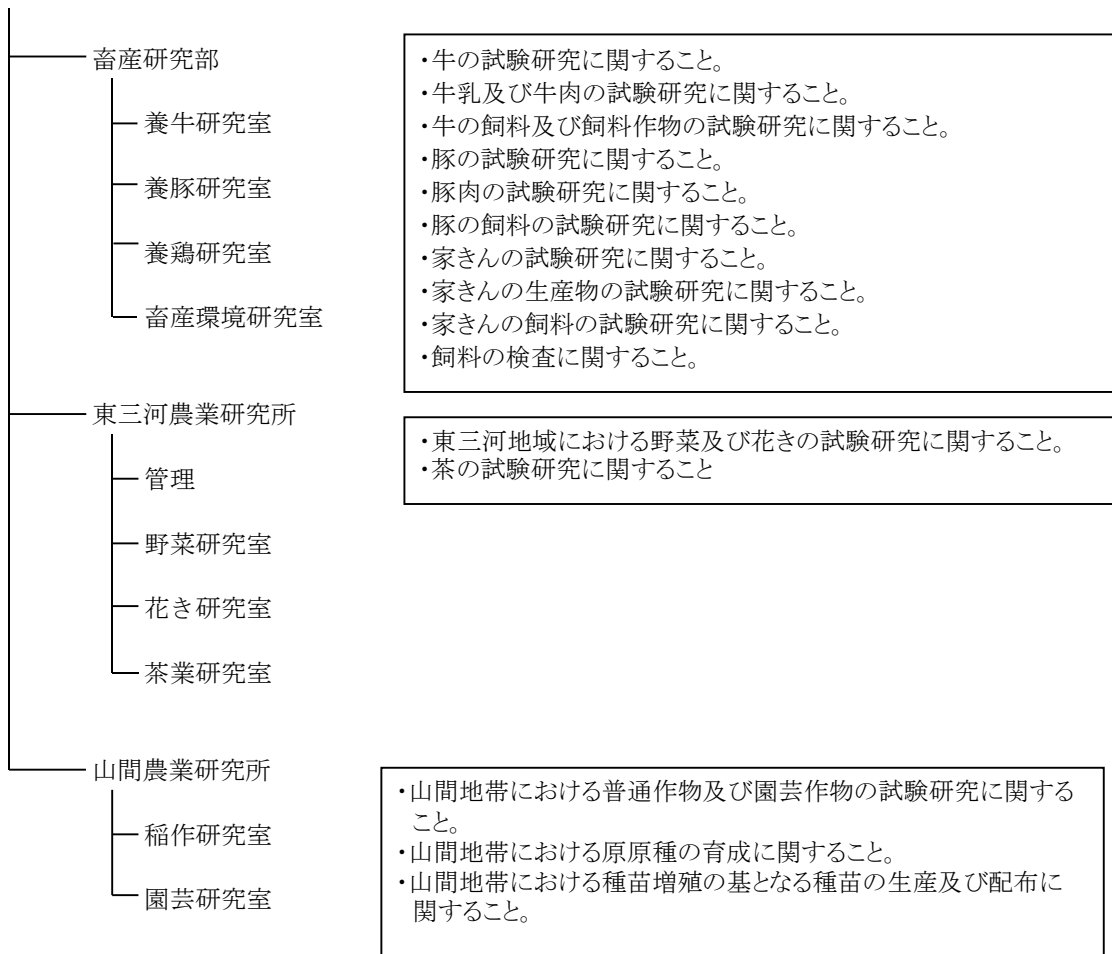 畜産研究部
養牛研究室
養豚研究室
養鶏研究室
畜産環境研究室
・牛の試験研究に関すること。
・牛乳及び牛肉の試験研究に関すること。
・牛の飼料及び飼料作物の試験研究に関すること。
・豚の試験研究に関すること。
・豚肉の試験研究に関すること。
・豚の飼料の試験研究に関すること。
・家きんの試験研究に関すること。
・家きんの生産物の試験研究に関すること。
・家きんの飼料の試験研究に関すること。
・飼料の検査に関すること。
東三河農業研究所
管理
野菜研究室
花き研究室
茶業研究室
・東三河地域における野菜及び花きの試験研究に関すること。
・茶の試験研究に関すること
山間農業研究所
稲作研究室
園芸研究室
・山間地帯における普通作物及び園芸作物の試験研究に関する
こと。
・山間地帯における原原種の育成に関すること。
・山間地帯における種苗増殖の基となる種苗の生産及び配布に
関すること。